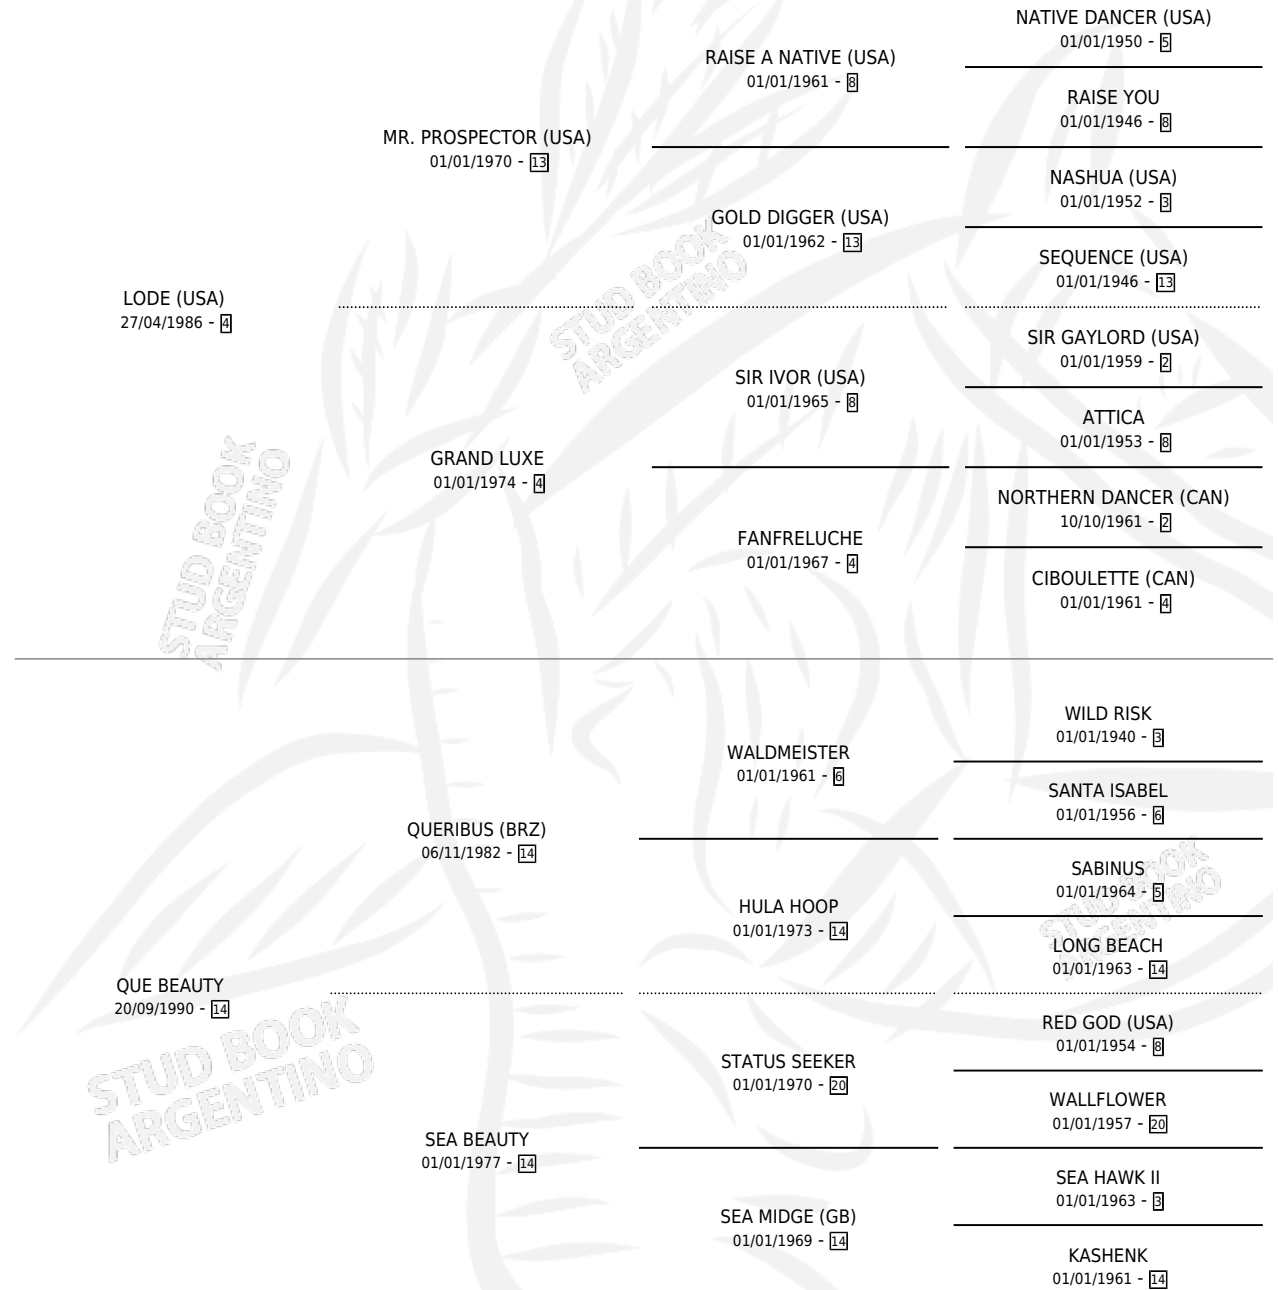 NATIVE DANCER (USA)
01/01/1950 - 5
RAISE A NATIVE (USA)
01/01/1961 - 8
RAISE YOU
01/01/1946 - 8
MR. PROSPECTOR (USA)
01/01/1970 - 13
NASHUA (USA)
01/01/1952 - 3
GOLD DIGGER (USA)
01/01/1962 - 13
SEQUENCE (USA)
01/01/1946 - 13
LODE (USA)
27/04/1986 - 4
STUD BOOK
ARGENTINO
SIR GAYLORD (USA)
01/01/1959 - 2
SIR IVOR (USA)
01/01/1965 - 8
ATTICA
01/01/1953 - 8
GRAND LUXE
01/01/1974 - 4
STUD BOOK
ARGENTINO
NORTHERN DANCER (CAN)
10/10/1961 - 2
FANFRELUCHE
01/01/1967 - 4
CIBOULETTE (CAN)
01/01/1961 - 4
WILD RISK
01/01/1940 - 3
WALDMEISTER
01/01/1961 - 6
SANTA ISABEL
01/01/1956 - 6
QUERIBUS (BRZ)
06/11/1982 - 14
SABINUS
01/01/1964 - 5
STUD BOOK
ARGENTINO
HULA HOOP
01/01/1973 - 14
LONG BEACH
01/01/1963 - 14
QUE BEAUTY
20/09/1990 - 14
STUD BOOK
ARGENTINO
RED GOD (USA)
01/01/1954 - 8
STATUS SEEKER
01/01/1970 - 20
WALLFLOWER
01/01/1957 - 20
SEA BEAUTY
01/01/1977 - 14
SEA HAWK II
01/01/1963 - 3
SEA MIDGE (GB)
01/01/1969 - 14
KASHENK
01/01/1961 - 14